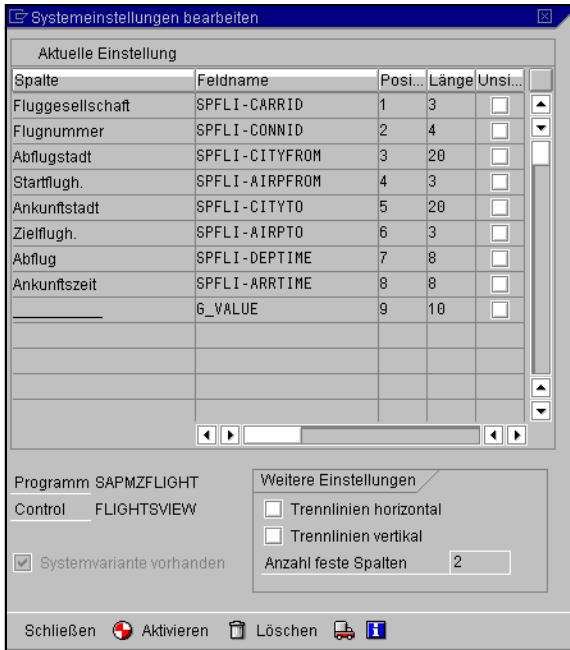 Systemeinstellungen bearbeiten
Aktuelle Einstellung
Spalte Feldname Posi... Länge Unsi...
Fluggesellschaft SPFLI-CARRID 1 3
Flugnummer SPFLI-CONNID 2 4
Abflugstadt SPFLI-CITYFROM 3 20
Startflugh. SPFLI-AIRPFROM 4 3
Ankunftstadt SPFLI-CITYTO 5 20
Zielflugh. SPFLI-AIRPTO 6 3
Abflug SPFLI-DEPTIME 7 8
Ankunftszeit SPFLI-ARRTIME 8 8
__________ G_VALUE 9 10
Programm SAPMZFLIGHT
Control FLIGHTSVIEW
Systemvariante vorhanden
Weitere Einstellungen
Trennlinien horizontal
Trennlinien vertikal
Anzahl feste Spalten 2
Schließen Aktivieren Löschen